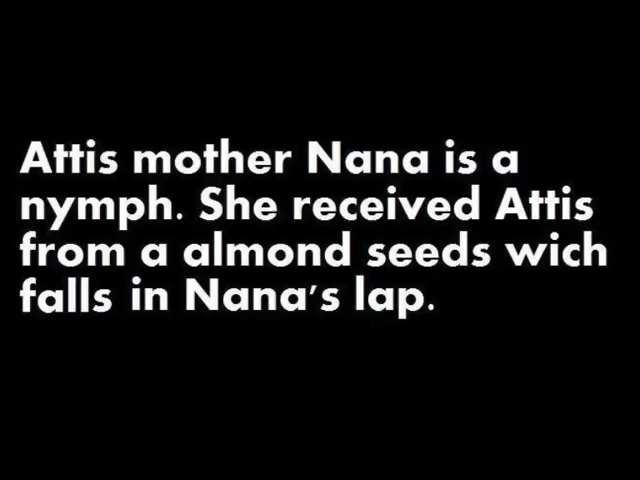 Attis mother Nana is a
nymph. She received Attis
from a almond seeds wich
falls in Nana's lap.